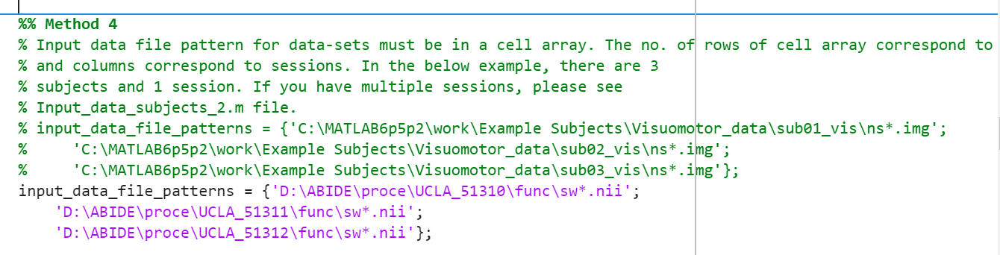 %% Method 4
% Input data file pattern for data-sets must be in a cell array. The no. of rows of cell array correspond to
% and columns correspond to sessions. In the below example, there are 3
% subjects and 1 session. If you have multiple sessions, please see
% Input_data_subjects_2.m file.
% input_data_file_patterns = {'C:\MATLAB6p5p2\work\Example Subjects\Visuomotor_data\sub01_vis\ns*.img';
%     'C:\MATLAB6p5p2\work\Example Subjects\Visuomotor_data\sub02_vis\ns*.img';
%     'C:\MATLAB6p5p2\work\Example Subjects\Visuomotor_data\sub03_vis\ns*.img'};
input_data_file_patterns = {'D:\ABIDE\proce\UCLA_51310\func\sw*.nii';
    'D:\ABIDE\proce\UCLA_51311\func\sw*.nii';
    'D:\ABIDE\proce\UCLA_51312\func\sw*.nii'};